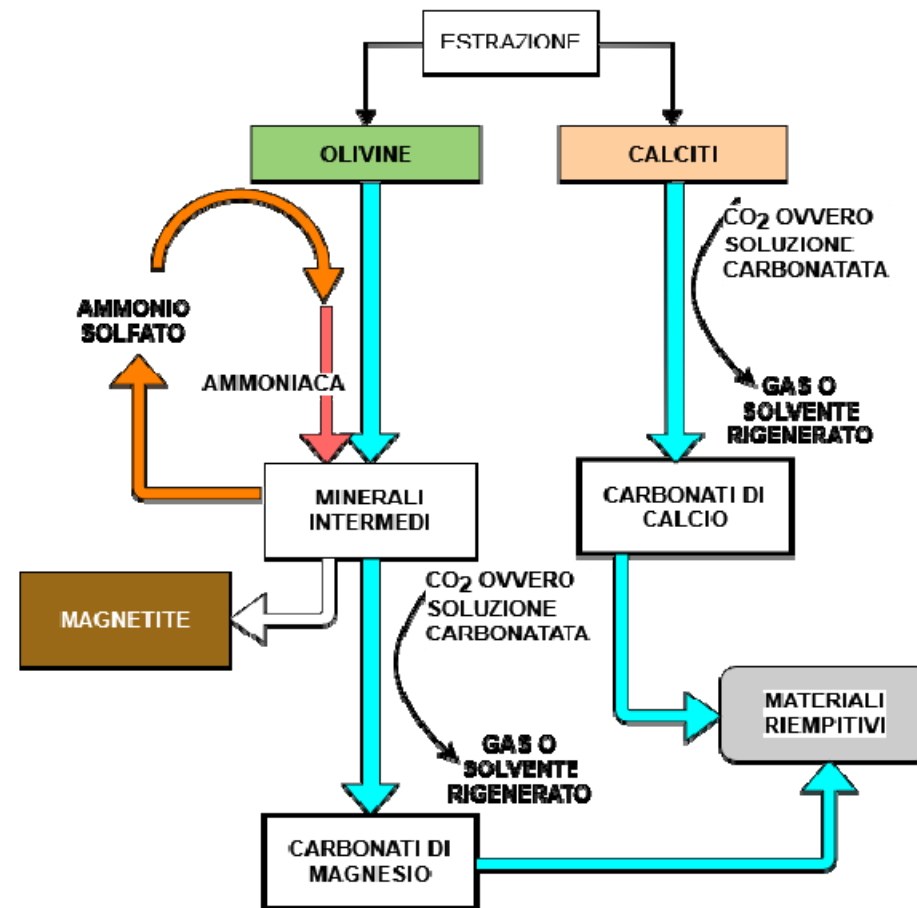 ESTRAZIONE
OLIVINE
CALCITI
CO2 OVVERO
SOLUZIONE
CARBONATATA
AMMONIO
SOLFATO
AMMONIACA
GAS O
SOLVENTE
RIGENERATO
MINERALI
INTERMEDI
CARBONATI DI
CALCIO
CO2 OVVERO
SOLUZIONE
CARBONATATA
MAGNETITE
MATERIALI
RIEMPITIVI
GAS O
SOLVENTE
RIGENERATO
CARBONATI DI
MAGNESIO